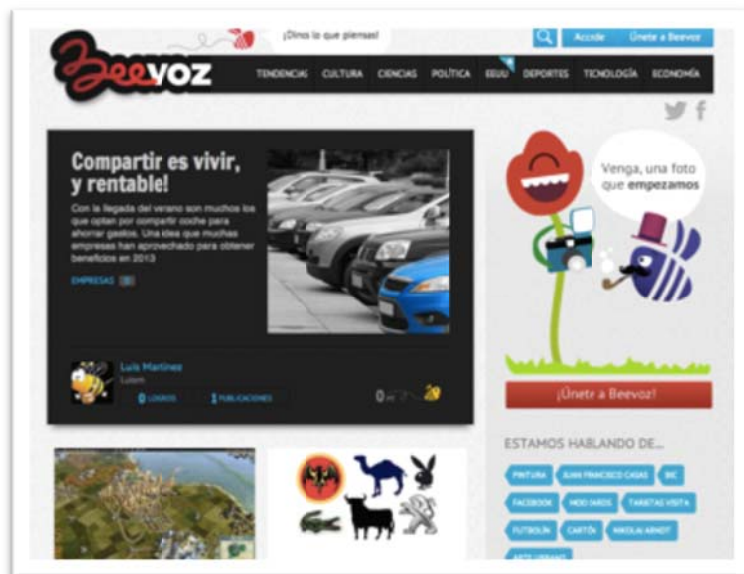 ¡Dinos lo que piensas!
Accede Únete a Beevoz
Beevoz
TENDENCIAS CULTURA CIENCIAS POLÍTICA EEUU DEPORTES TECNOLOGÍA ECONOMÍA
Compartir es vivir,
y rentable!
Con la llegada del verano son muchos los
que optan por compartir coche para
ahorrar gastos. Una idea que muchas
empresas han aprovechado para obtener
beneficios en 2013
EMPRESAS
Luis Martinez
0 LOGROS 1 PUBLICACIONES
0
Venga, una foto
que empezamos
¡Únete a Beevoz!
ESTAMOS HABLANDO DE...
PINTURA JUAN FRANCISCO CASAS BIC
FACEBOOK TARJETAS VISITA
FUTBOLÍN CARTÓN NIKOLAI ARNDT
ARTE URBANO